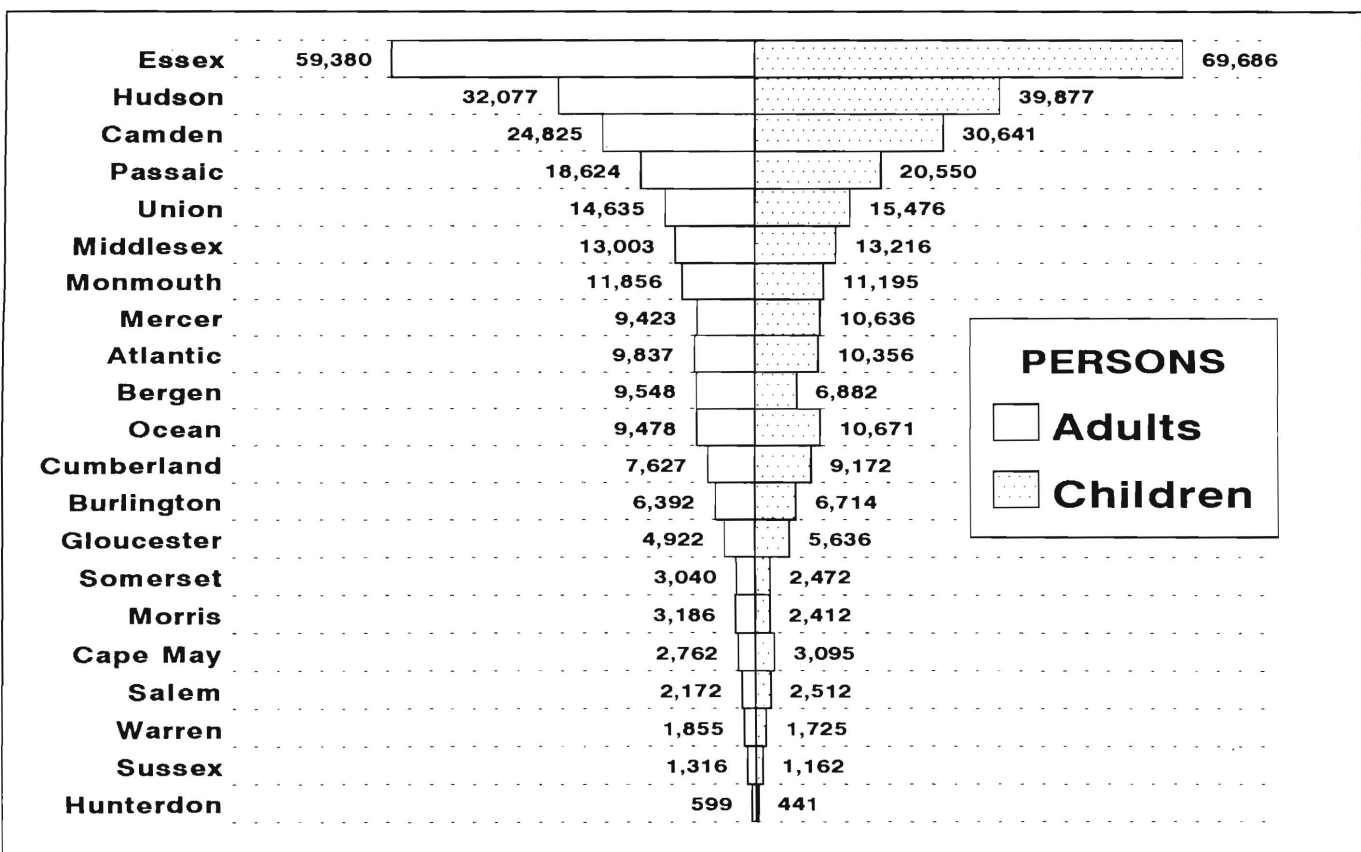 Essex 59,380 69,686
Hudson 32,077 39,877
Camden 24,825 30,641
Passaic 18,624 20,550
Union 14,635 15,476
Middlesex 13,003 13,216
Monmouth 11,856 11,195
Mercer 9,423 10,636
Atlantic 9,837 10,356
Bergen 9,548 6,882
Ocean 9,478 10,671
Cumberland 7,627 9,172
Burlington 6,392 6,714
Gloucester 4,922 5,636
Somerset 3,040 2,472
Morris 3,186 2,412
Cape May 2,762 3,095
Salem 2,172 2,512
Warren 1,855 1,725
Sussex 1,316 1,162
Hunterdon 599 441
PERSONS
Adults
Children